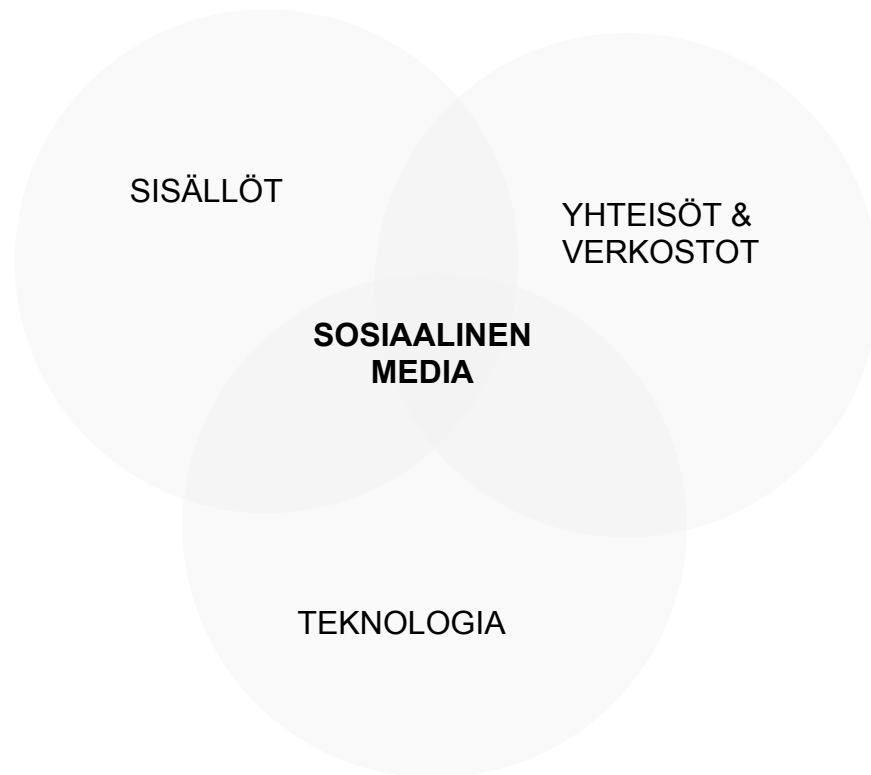 SISÄLLÖT
YHTEISÖT &
VERKOSTOT
SOSIAALINEN
MEDIA
TEKNOLOGIA